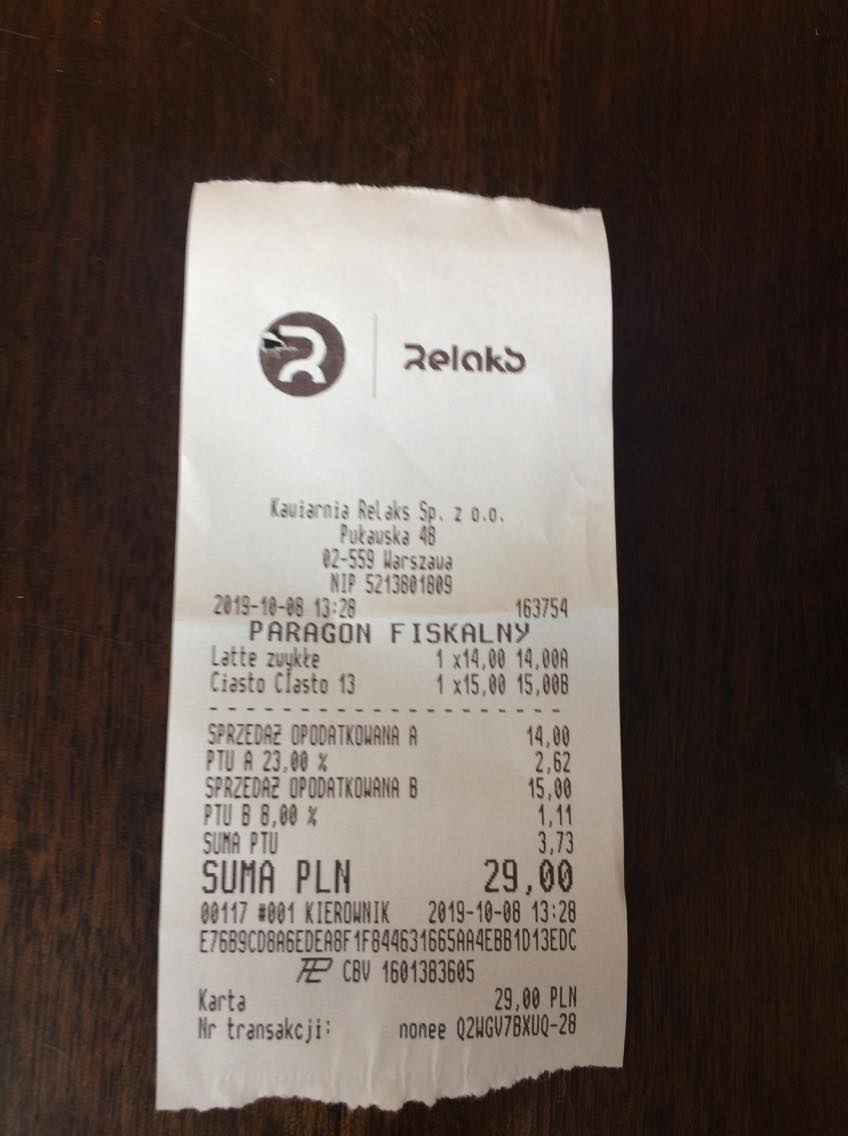 Relaks
Kawiarnia Relaks Sp. z o.o.
Puławska 48
02-559 Warszawa
NIP 5213801809
2019-10-08 13:28 163754
PARAGON FISKALNY
Latte zwykłe 1 x14,00 14,00A
Ciasto CIasto 13 1 x15,00 15,00B
SPRZEDAŻ OPODATKOWANA A 14,00
PTU A 23,00 % 2,62
SPRZEDAŻ OPODATKOWANA B 15,00
PTU B 8,00 % 1,11
SUMA PTU 3,73
SUMA PLN 29,00
00117 #001 KIEROWNIK 2019-10-08 13:28
E76B9CD8A6EDEA8F1F844631665AA4EBB1D13EDC
CBV 1601383605
Karta 29,00 PLN
Nr transakcji: nonee Q2WGV7BXUQ-28